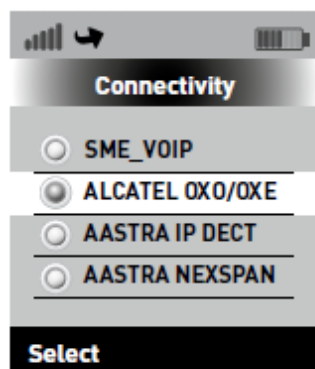 Connectivity
SME_VOIP
ALCATEL OXO/OXE
AASTRA IP DECT
AASTRA NEXSPAN
Select